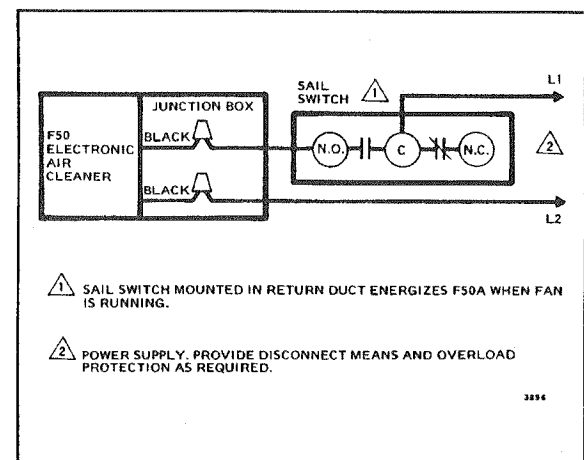 L1
SAIL
SWITCH 1
JUNCTION BOX
F50
ELECTRONIC
AIR
CLEANER
BLACK
N.O. C N.C. 2
BLACK
L2
1 SAIL SWITCH MOUNTED IN RETURN DUCT ENERGIZES F50A WHEN FAN
IS RUNNING.
2 POWER SUPPLY. PROVIDE DISCONNECT MEANS AND OVERLOAD
PROTECTION AS REQUIRED.
3896